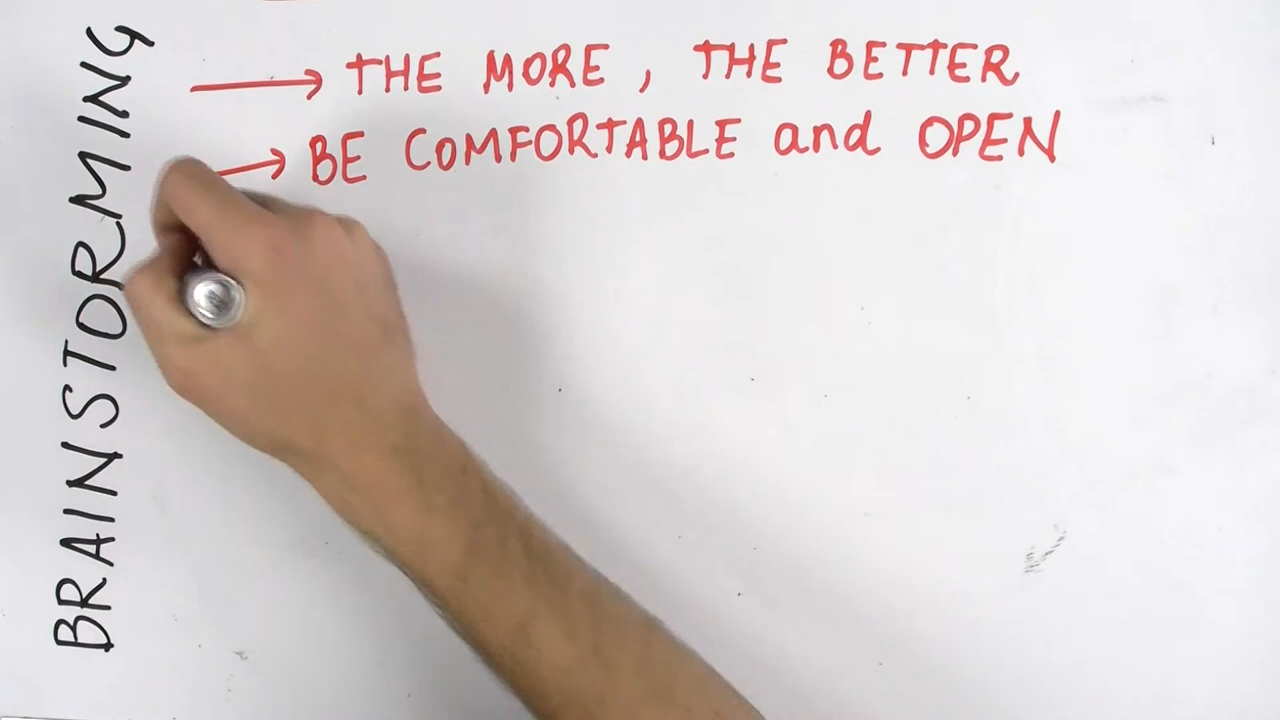 BRAINSTORMING
→ THE MORE, THE BETTER
→ BE COMFORTABLE and OPEN